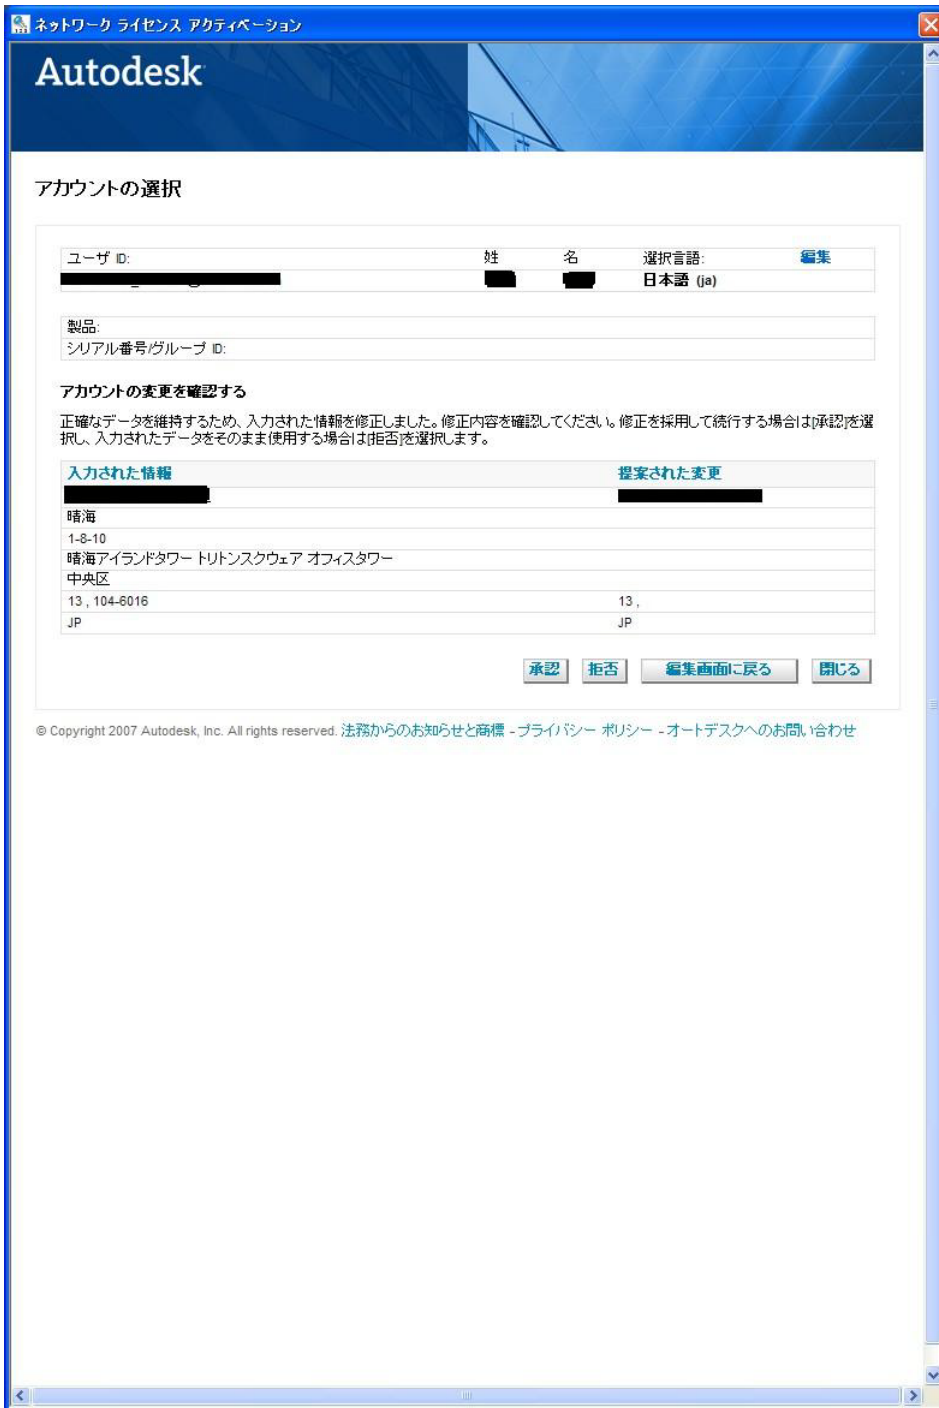 ネットワーク ライセンス アクティベーション
Autodesk
アカウントの選択
ユーザ ID: 姓 名 選択言語: 編集
日本語 (ja)
製品:
シリアル番号/グループ ID:
アカウントの変更を確認する
正確なデータを維持するため、入力された情報を修正しました。修正内容を確認してください。修正を採用して続行する場合は[承認]を選
択し、入力されたデータをそのまま使用する場合は[拒否]を選択します。
入力された情報 提案された変更
晴海
1-8-10
晴海アイランドタワー トリトンスクウェア オフィスタワー
中央区
13 , 104-6016 13 ,
JP JP
承認 拒否 編集画面に戻る 閉じる
© Copyright 2007 Autodesk, Inc. All rights reserved. 法務からのお知らせと商標 - プライバシー ポリシー - オートデスクへのお問い合わせ